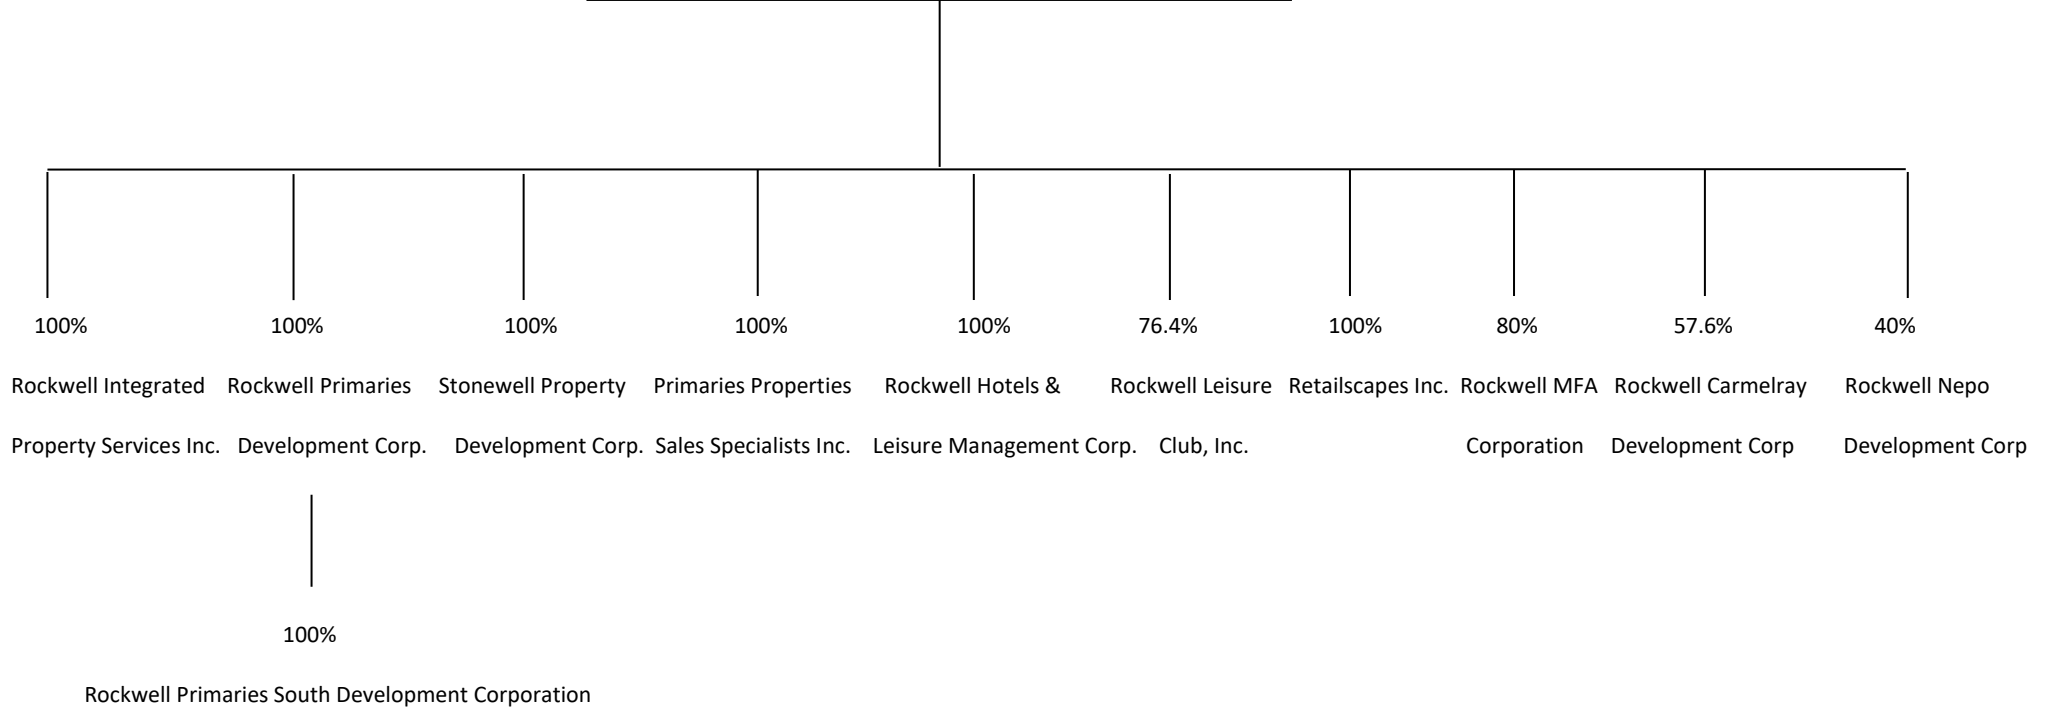 100% 100% 100% 100% 100% 76.4% 100% 80% 57.6% 40%
Rockwell Integrated Rockwell Primaries Stonewell Property Primaries Properties Rockwell Hotels & Rockwell Leisure Retailscapes Inc. Rockwell MFA Rockwell Carmelray Rockwell Nepo
Property Services Inc. Development Corp. Development Corp. Sales Specialists Inc. Leisure Management Corp. Club, Inc. Corporation Development Corp Development Corp
100%
Rockwell Primaries South Development Corporation